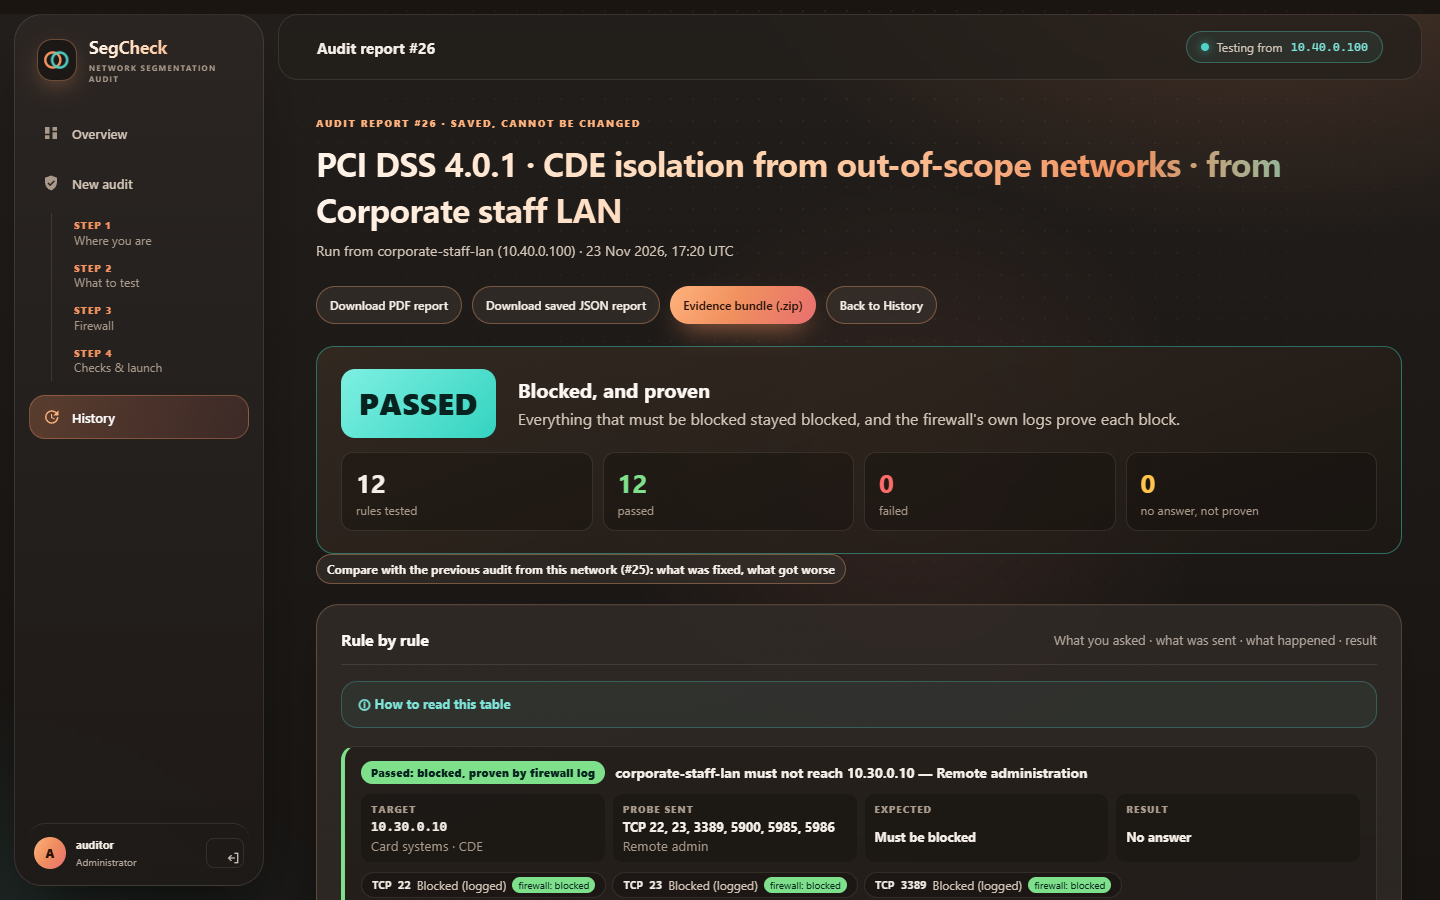 SegCheck
NETWORK SEGMENTATION
AUDIT
Overview
New audit
STEP 1
Where you are
STEP 2
What to test
STEP 3
Firewall
STEP 4
Checks & launch
History
A
auditor
Administrator
Audit report #26
Testing from 10.40.0.100
AUDIT REPORT #26 · SAVED, CANNOT BE CHANGED
PCI DSS 4.0.1 · CDE isolation from out-of-scope networks · from
Corporate staff LAN
Run from corporate-staff-lan (10.40.0.100) · 23 Nov 2026, 17:20 UTC
Download PDF report
Download saved JSON report
Evidence bundle (.zip)
Back to History
PASSED
Blocked, and proven
Everything that must be blocked stayed blocked, and the firewall's own logs prove each block.
12
rules tested
12
passed
0
failed
0
no answer, not proven
Compare with the previous audit from this network (#25): what was fixed, what got worse
Rule by rule
What you asked · what was sent · what happened · result
How to read this table
Passed: blocked, proven by firewall log
corporate-staff-lan must not reach 10.30.0.10 — Remote administration
TARGET
10.30.0.10
Card systems · CDE
PROBE SENT
TCP 22, 23, 3389, 5900, 5985, 5986
Remote admin
EXPECTED
Must be blocked
RESULT
No answer
TCP 22 Blocked (logged) firewall: blocked
TCP 23 Blocked (logged) firewall: blocked
TCP 3389 Blocked (logged) firewall: blocked